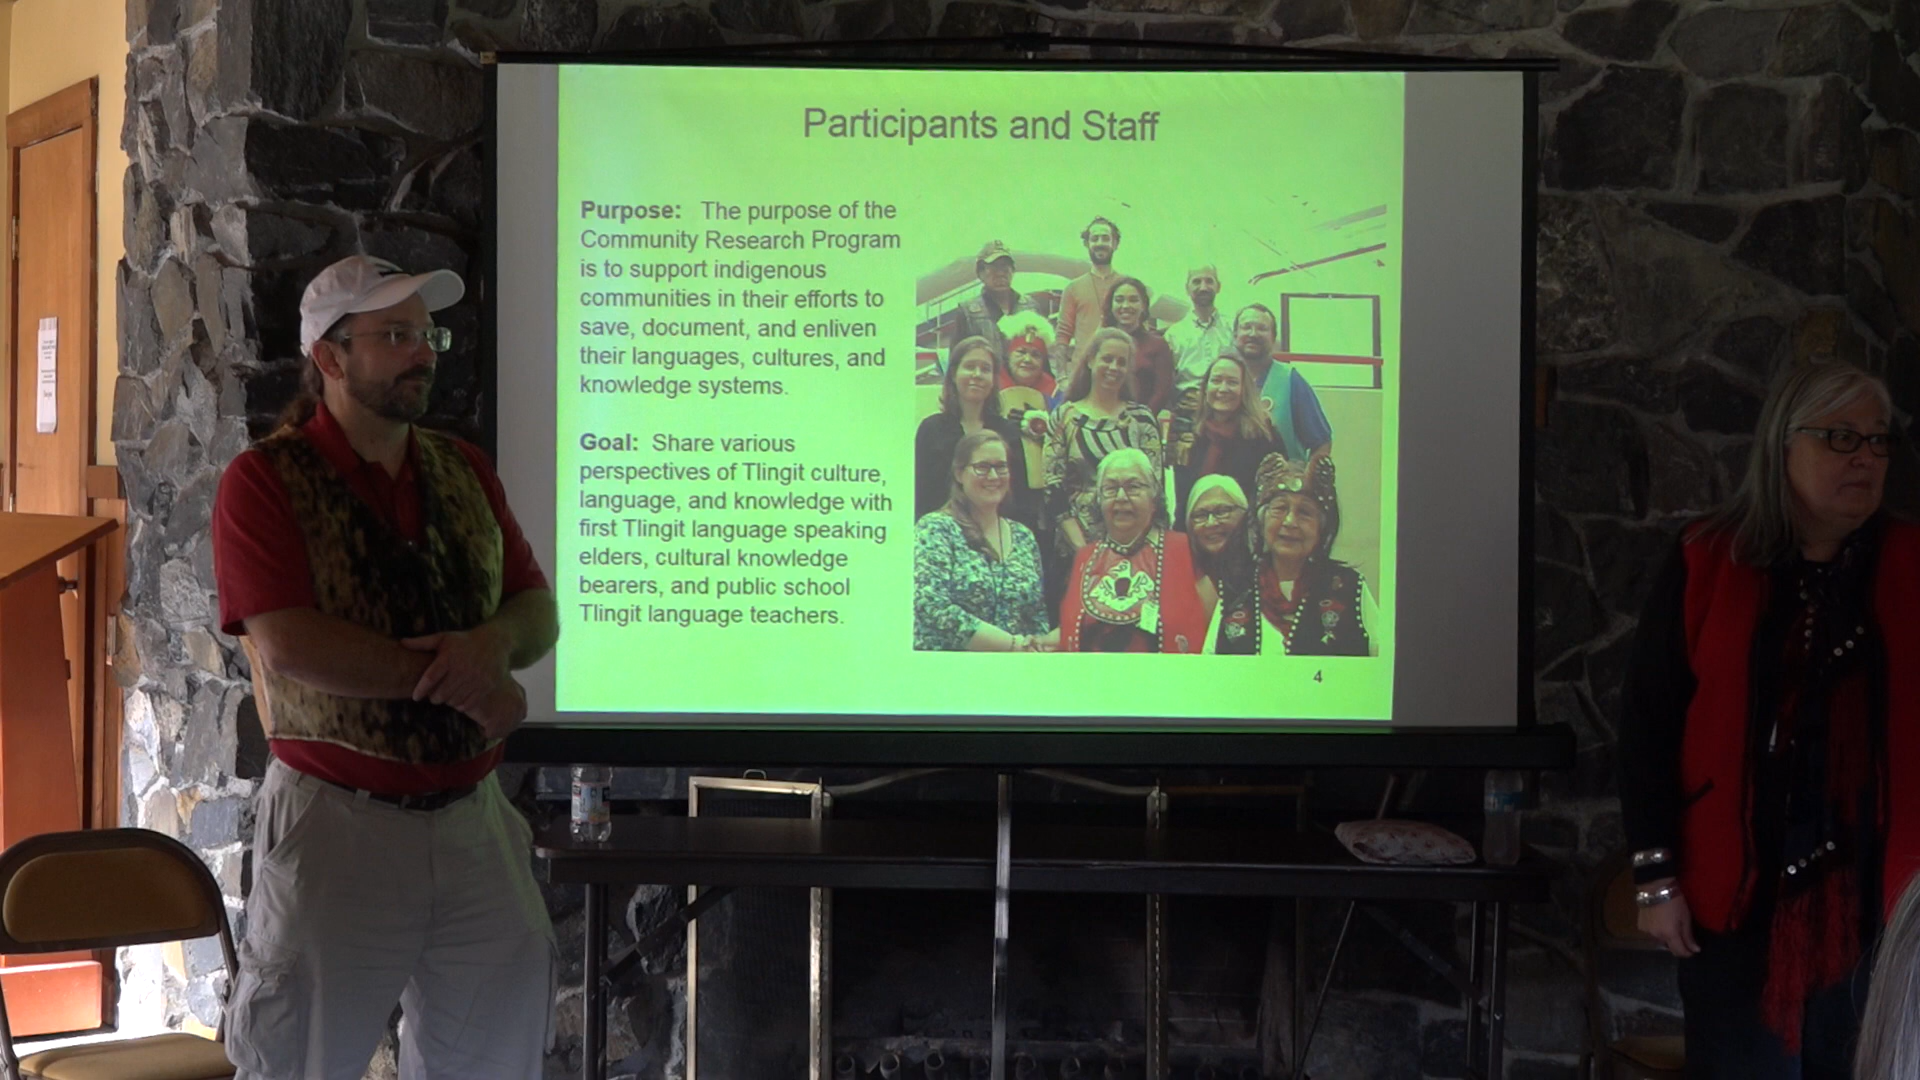 Participants and Staff
Purpose: The purpose of the
Community Research Program
is to support indigenous
communities in their efforts to
save, document, and enliven
their languages, cultures, and
knowledge systems.
Goal: Share various
perspectives of Tlingit culture,
language, and knowledge with
first Tlingit language speaking
elders, cultural knowledge
bearers, and public school
Tlingit language teachers.
4